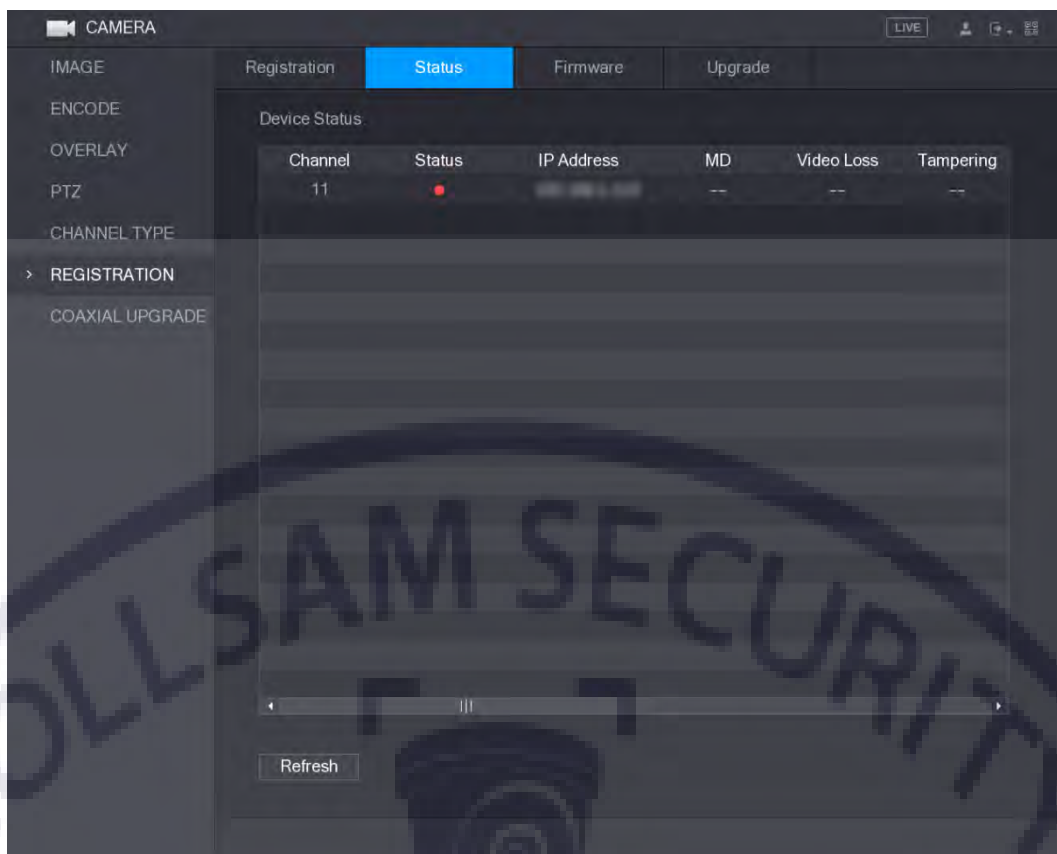 CAMERA
LIVE
IMAGE
ENCODE
OVERLAY
PTZ
CHANNEL TYPE
> REGISTRATION
COAXIAL UPGRADE
Registration Status Firmware Upgrade
Device Status
Channel Status IP Address MD Video Loss Tampering
11 -- -- --
Refresh
OLLSAM SECURITY